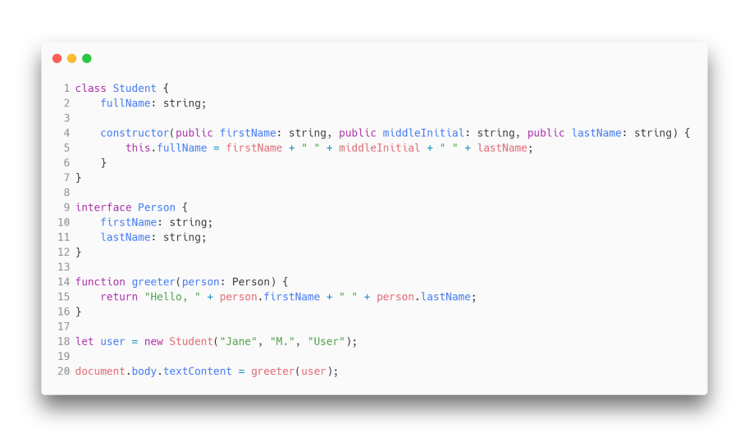 1 class Student {
2     fullName: string;
3
4     constructor(public firstName: string, public middleInitial: string, public lastName: string) {
5         this.fullName = firstName + " " + middleInitial + " " + lastName;
6     }
7 }
8
9 interface Person {
10     firstName: string;
11     lastName: string;
12 }
13
14 function greeter(person: Person) {
15     return "Hello, " + person.firstName + " " + person.lastName;
16 }
17
18 let user = new Student("Jane", "M.", "User");
19
20 document.body.textContent = greeter(user);